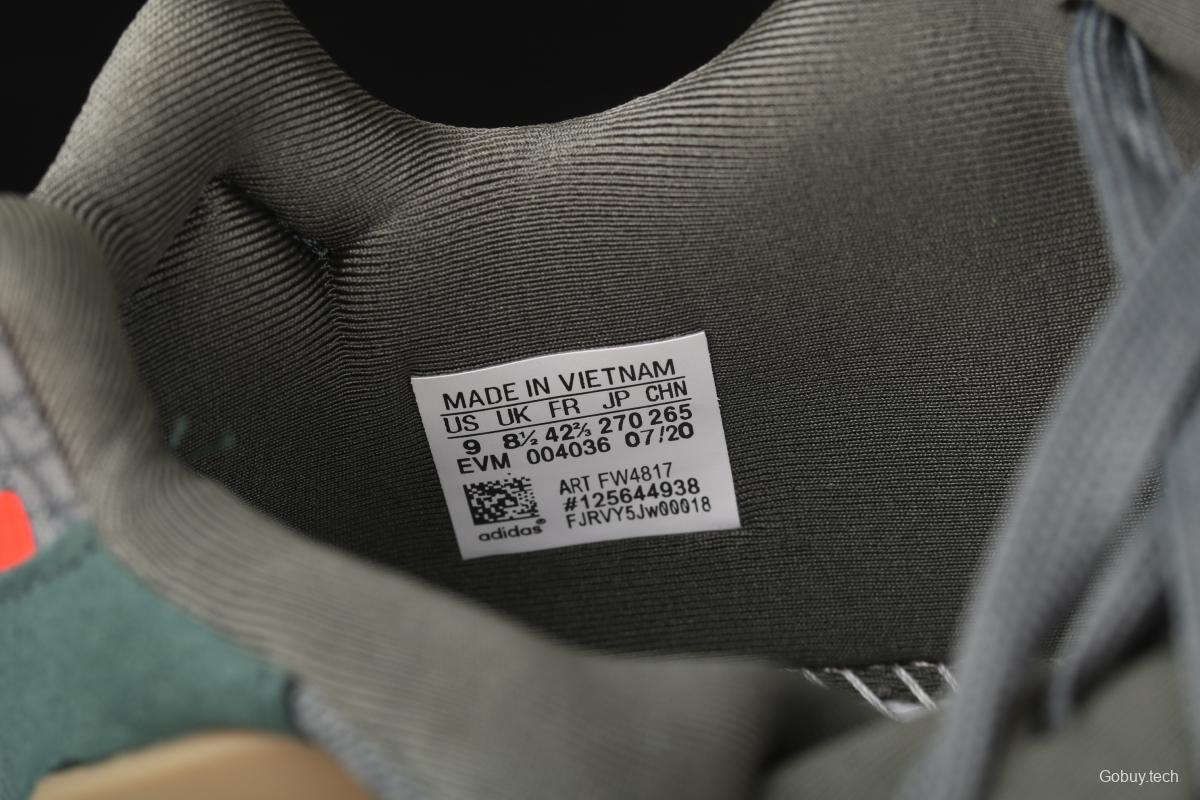 MADE IN VIETNAM
US UK FR JP CHN
9 8½ 42⅔ 270 265
EVM 004036 07/20
ART FW4817
#125644938
FJRVY5Jw00018
adidas®
Gobuy.tech